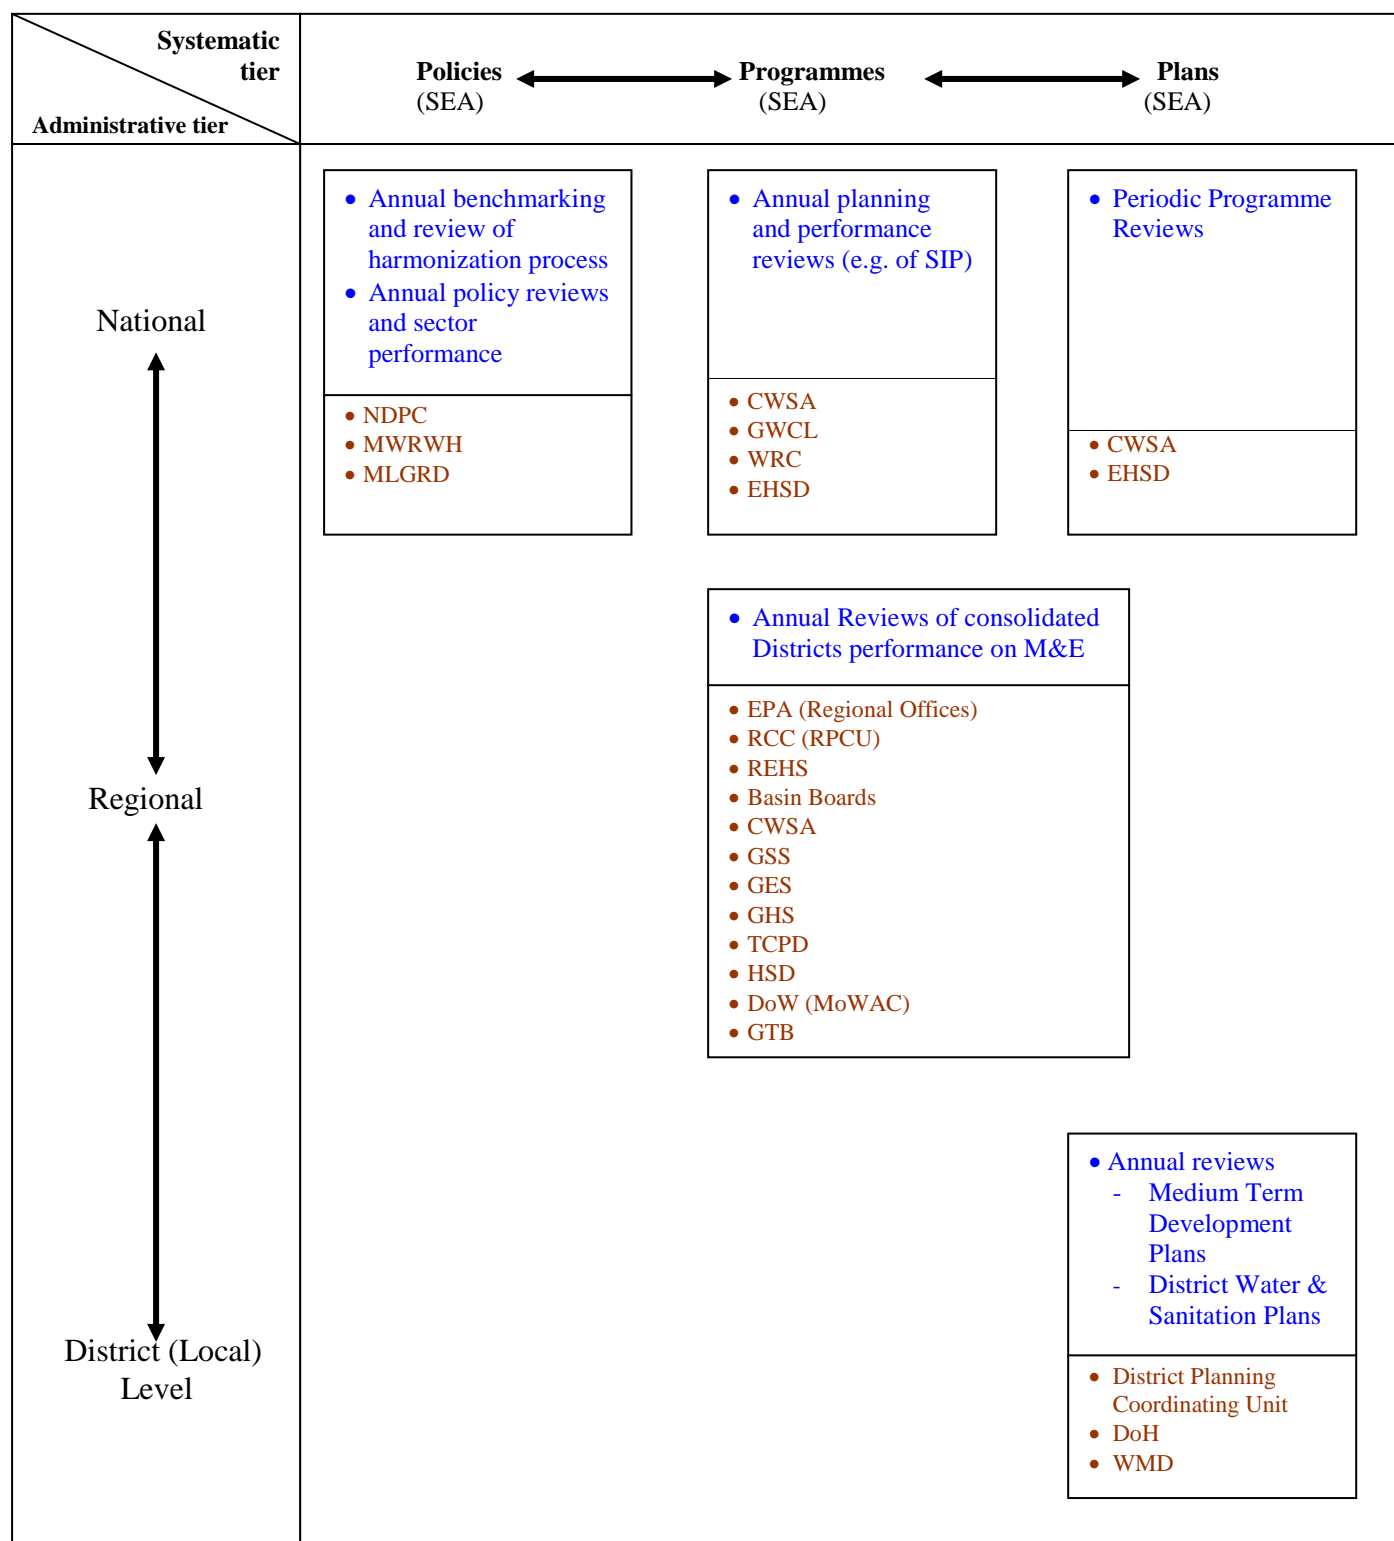 Systematic
tier
Administrative tier
Policies
(SEA)
Programmes
(SEA)
Plans
(SEA)
National
• Annual benchmarking
and review of
harmonization process
• Annual policy reviews
and sector
performance
• NDPC
• MWRWH
• MLGRD
• Annual planning
and performance
reviews (e.g. of SIP)
• CWSA
• GWCL
• WRC
• EHSD
• Periodic Programme
Reviews
• CWSA
• EHSD
Regional
• Annual Reviews of consolidated
Districts performance on M&E
• EPA (Regional Offices)
• RCC (RPCU)
• REHS
• Basin Boards
• CWSA
• GSS
• GES
• GHS
• TCPD
• HSD
• DoW (MoWAC)
• GTB
District (Local)
Level
• Annual reviews
- Medium Term
Development
Plans
- District Water &
Sanitation Plans
• District Planning
Coordinating Unit
• DoH
• WMD